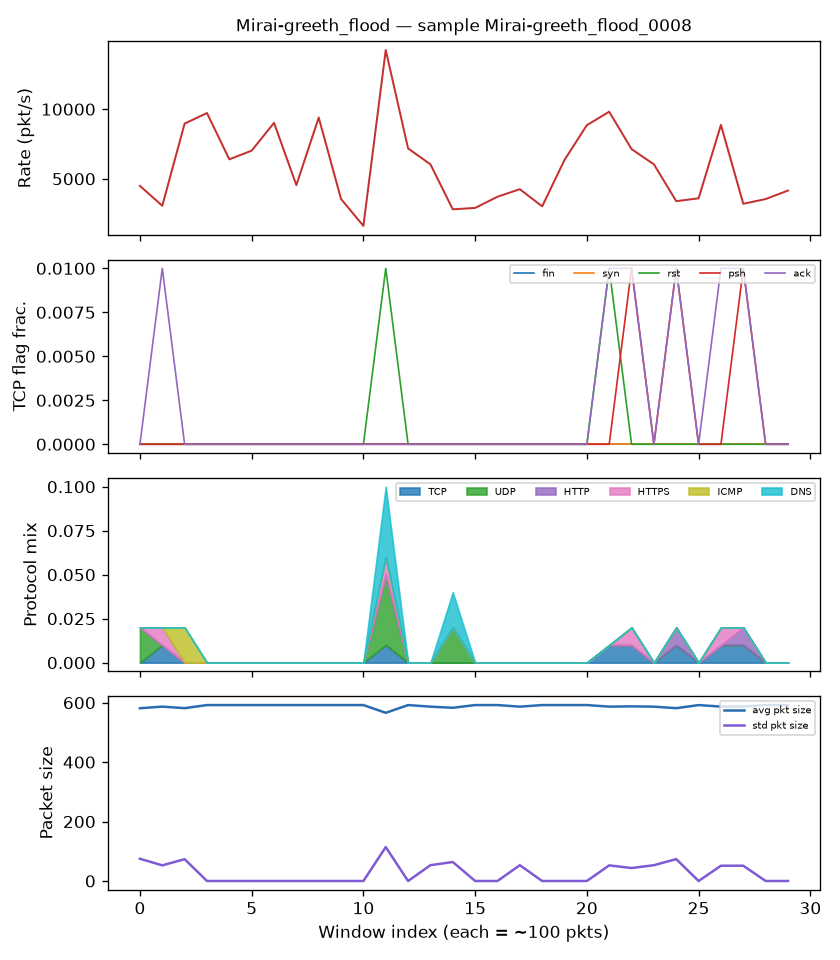 Mirai-greeth_flood — sample Mirai-greeth_flood_0008
Rate (pkt/s)
10000
5000
TCP flag frac.
0.0100
0.0075
0.0050
0.0025
0.0000
fin syn rst psh ack
Protocol mix
0.100
0.075
0.050
0.025
0.000
TCP UDP HTTP HTTPS ICMP DNS
Packet size
600
400
200
0
avg pkt size
std pkt size
0 5 10 15 20 25 30
Window index (each = ~100 pkts)